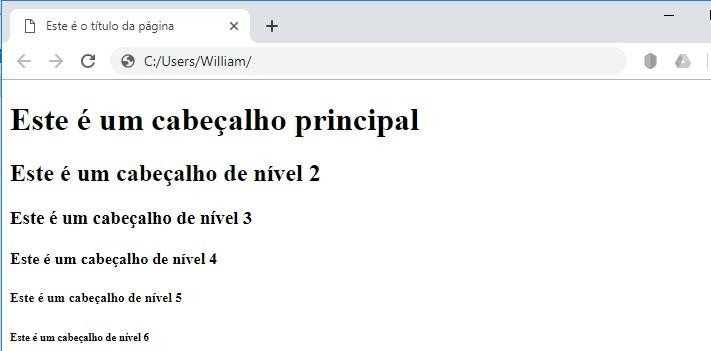 Este é o título da página
C:/Users/William/
Este é um cabeçalho principal
Este é um cabeçalho de nível 2
Este é um cabeçalho de nível 3
Este é um cabeçalho de nível 4
Este é um cabeçalho de nível 5
Este é um cabeçalho de nível 6